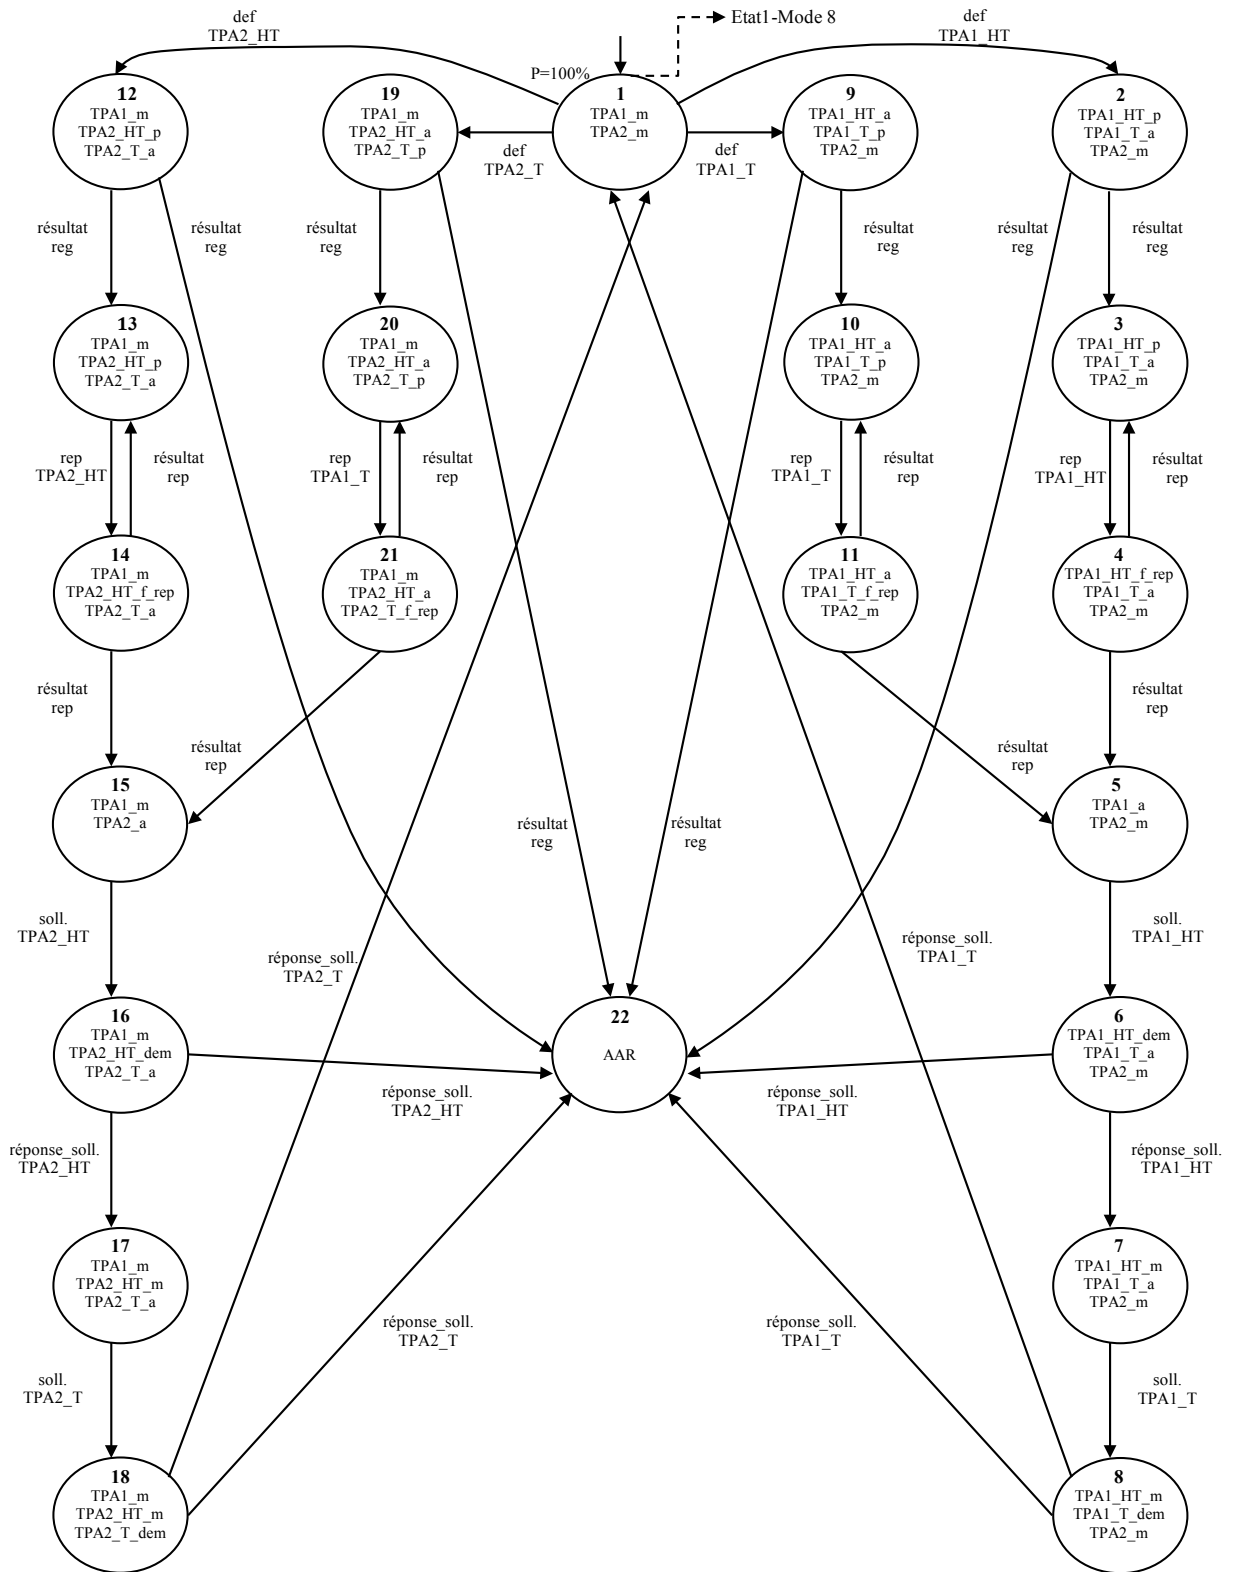 def
TPA2_HT
Etat1-Mode 8
def
TPA1_HT
P=100%
12
TPA1_m
TPA2_HT_p
TPA2_T_a
19
TPA1_m
TPA2_HT_a
TPA2_T_p
1
TPA1_m
TPA2_m
9
TPA1_HT_a
TPA1_T_p
TPA2_m
2
TPA1_HT_p
TPA1_T_a
TPA2_m
def
TPA2_T
def
TPA1_T
résultat
reg
résultat
reg
résultat
reg
résultat
reg
résultat
reg
résultat
reg
13
TPA1_m
TPA2_HT_p
TPA2_T_a
20
TPA1_m
TPA2_HT_a
TPA2_T_p
10
TPA1_HT_a
TPA1_T_p
TPA2_m
3
TPA1_HT_p
TPA1_T_a
TPA2_m
rep
TPA2_HT
résultat
rep
rep
TPA1_T
résultat
rep
rep
TPA1_T
résultat
rep
rep
TPA1_HT
résultat
rep
14
TPA1_m
TPA2_HT_f_rep
TPA2_T_a
21
TPA1_m
TPA2_HT_a
TPA2_T_f_rep
11
TPA1_HT_a
TPA1_T_f_rep
TPA2_m
4
TPA1_HT_f_rep
TPA1_T_a
TPA2_m
résultat
rep
résultat
rep
résultat
rep
résultat
rep
15
TPA1_m
TPA2_a
5
TPA1_a
TPA2_m
résultat
reg
résultat
reg
soll.
TPA2_HT
réponse_soll.
TPA2_T
réponse_soll.
TPA1_T
soll.
TPA1_HT
16
TPA1_m
TPA2_HT_dem
TPA2_T_a
22
AAR
6
TPA1_HT_dem
TPA1_T_a
TPA2_m
réponse_soll.
TPA2_HT
réponse_soll.
TPA1_HT
réponse_soll.
TPA2_HT
réponse_soll.
TPA1_HT
17
TPA1_m
TPA2_HT_m
TPA2_T_a
7
TPA1_HT_m
TPA1_T_a
TPA2_m
réponse_soll.
TPA2_T
réponse_soll.
TPA1_T
soll.
TPA2_T
soll.
TPA1_T
18
TPA1_m
TPA2_HT_m
TPA2_T_dem
8
TPA1_HT_m
TPA1_T_dem
TPA2_m